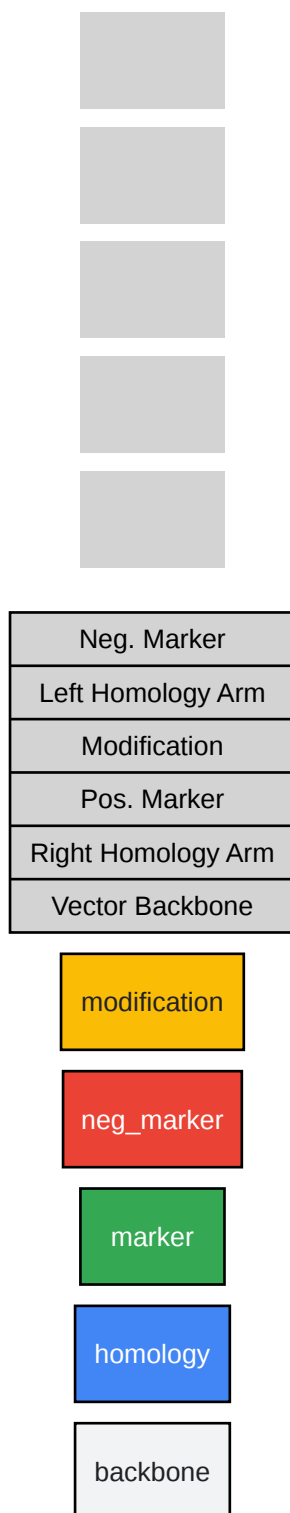 Neg. Marker
Left Homology Arm
Modification
Pos. Marker
Right Homology Arm
Vector Backbone
modification
neg_marker
marker
homology
backbone